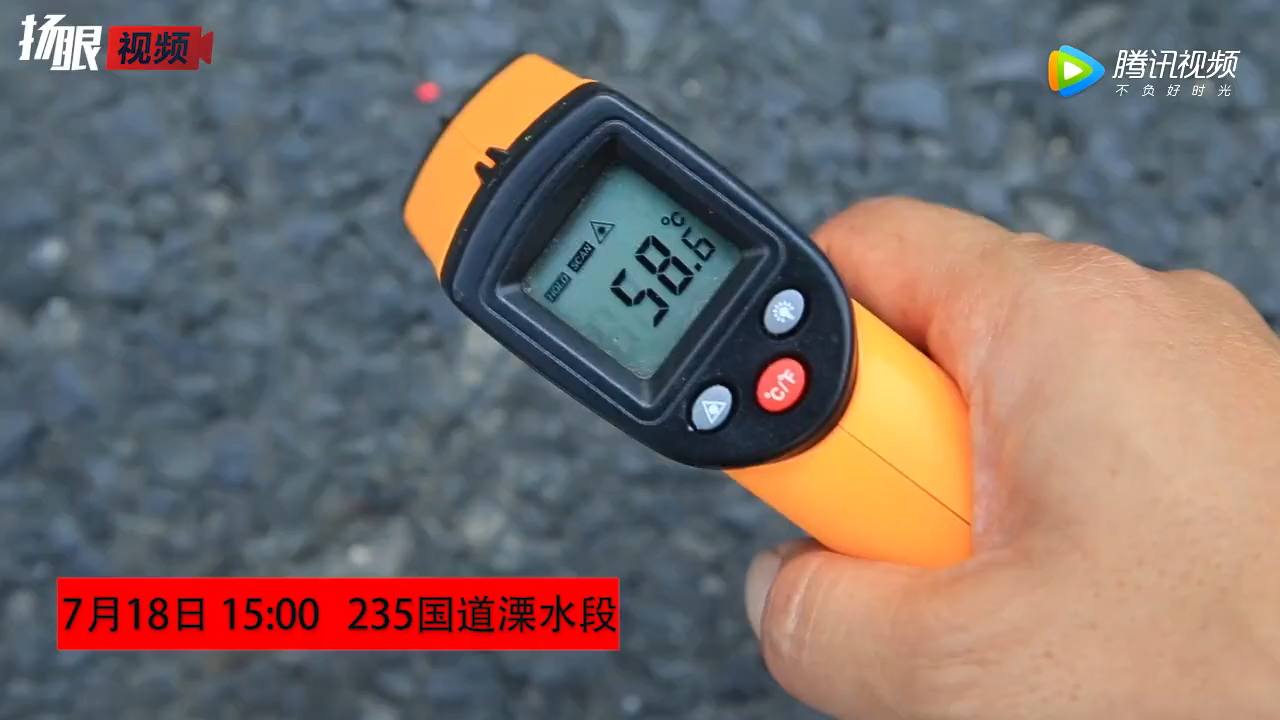 扬眼 视频
腾讯视频
不负好时光
°C
58.6
HOLD SCAN
°C/°F
7月18日 15:00 235国道溧水段